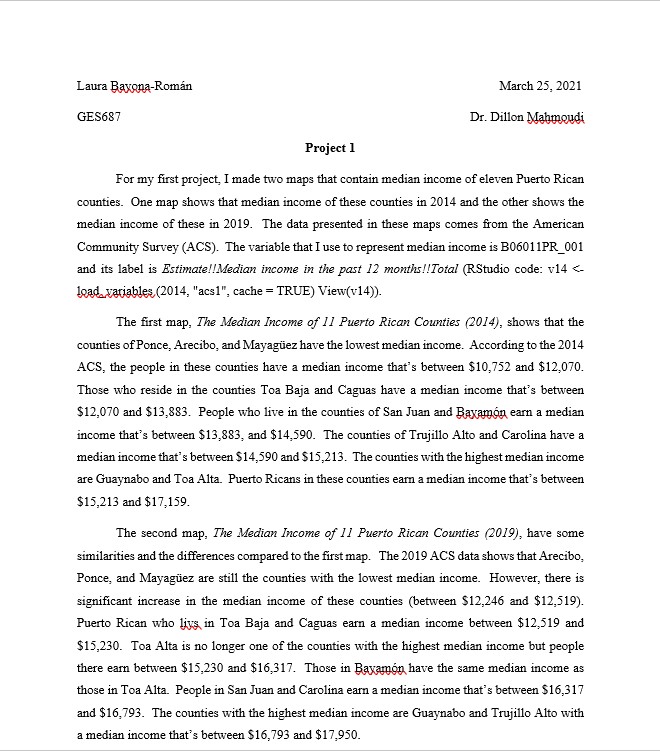 Laura Bayona-Román March 25, 2021
GES687 Dr. Dillon Mahmoudi
Project 1
For my first project, I made two maps that contain median income of eleven Puerto Rican
counties. One map shows that median income of these counties in 2014 and the other shows the
median income of these in 2019. The data presented in these maps comes from the American
Community Survey (ACS). The variable that I use to represent median income is B06011PR_001
and its label is Estimate!!Median income in the past 12 months!!Total (RStudio code: v14 <-
load_variables(2014, "acs1", cache = TRUE) View(v14)).
The first map, The Median Income of 11 Puerto Rican Counties (2014), shows that the
counties of Ponce, Arecibo, and Mayagüez have the lowest median income. According to the 2014
ACS, the people in these counties have a median income that's between $10,752 and $12,070.
Those who reside in the counties Toa Baja and Caguas have a median income that's between
$12,070 and $13,883. People who live in the counties of San Juan and Bayamón earn a median
income that's between $13,883, and $14,590. The counties of Trujillo Alto and Carolina have a
median income that's between $14,590 and $15,213. The counties with the highest median income
are Guaynabo and Toa Alta. Puerto Ricans in these counties earn a median income that's between
$15,213 and $17,159.
The second map, The Median Income of 11 Puerto Rican Counties (2019), have some
similarities and the differences compared to the first map. The 2019 ACS data shows that Arecibo,
Ponce, and Mayagüez are still the counties with the lowest median income. However, there is
significant increase in the median income of these counties (between $12,246 and $12,519).
Puerto Rican who livs in Toa Baja and Caguas earn a median income between $12,519 and
$15,230. Toa Alta is no longer one of the counties with the highest median income but people
there earn between $15,230 and $16,317. Those in Bayamón have the same median income as
those in Toa Alta. People in San Juan and Carolina earn a median income that's between $16,317
and $16,793. The counties with the highest median income are Guaynabo and Trujillo Alto with
a median income that's between $16,793 and $17,950.